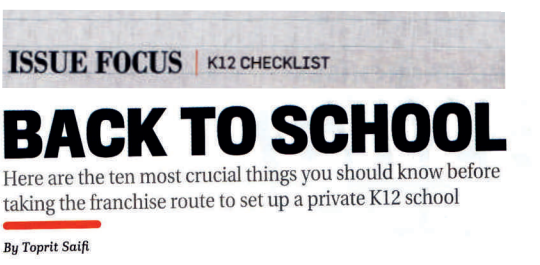 ISSUE FOCUS | K12 CHECKLIST
BACK TO SCHOOL
Here are the ten most crucial things you should know before
taking the franchise route to set up a private K12 school
By Toprit Saifi